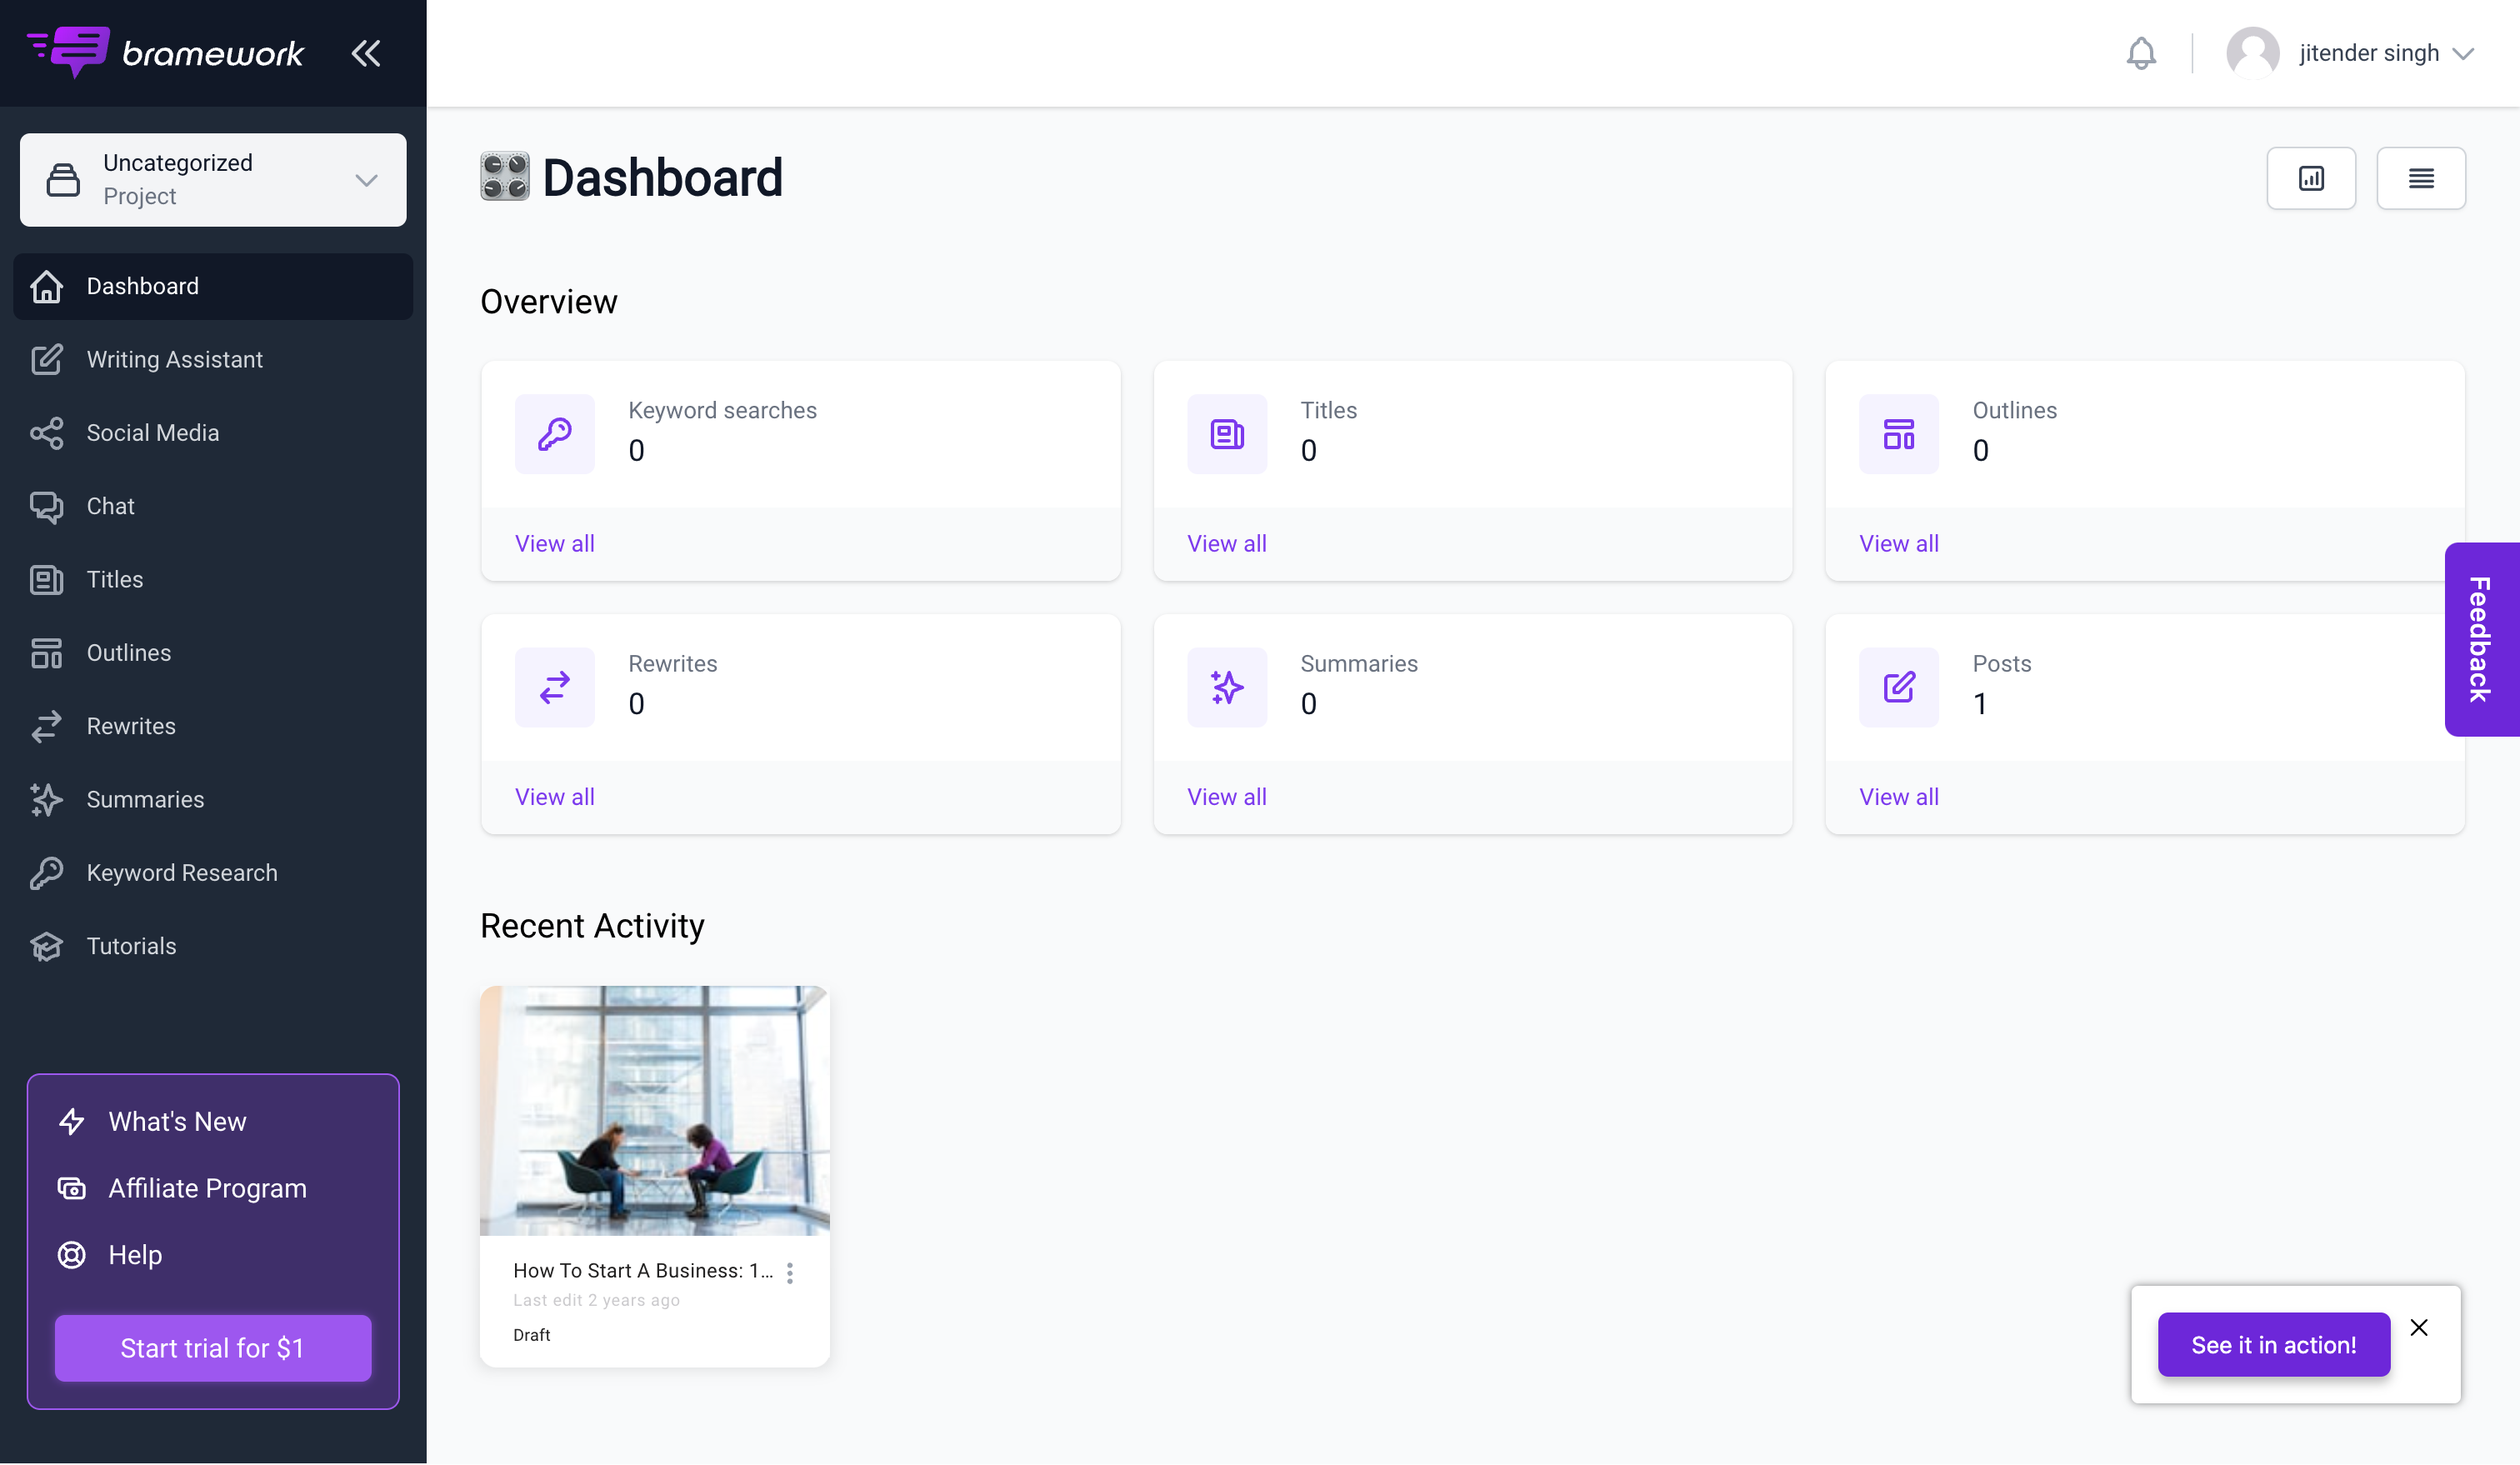 bramework
jitender singh
Uncategorized
Project
Dashboard
Writing Assistant
Social Media
Chat
Titles
Outlines
Rewrites
Summaries
Keyword Research
Tutorials
What's New
Affiliate Program
Help
Start trial for $1
Dashboard
Overview
Keyword searches
0
View all
Titles
0
View all
Outlines
0
View all
Rewrites
0
View all
Summaries
0
View all
Posts
1
View all
Feedback
Recent Activity
How To Start A Business: 1...
Last edit 2 years ago
Draft
See it in action!